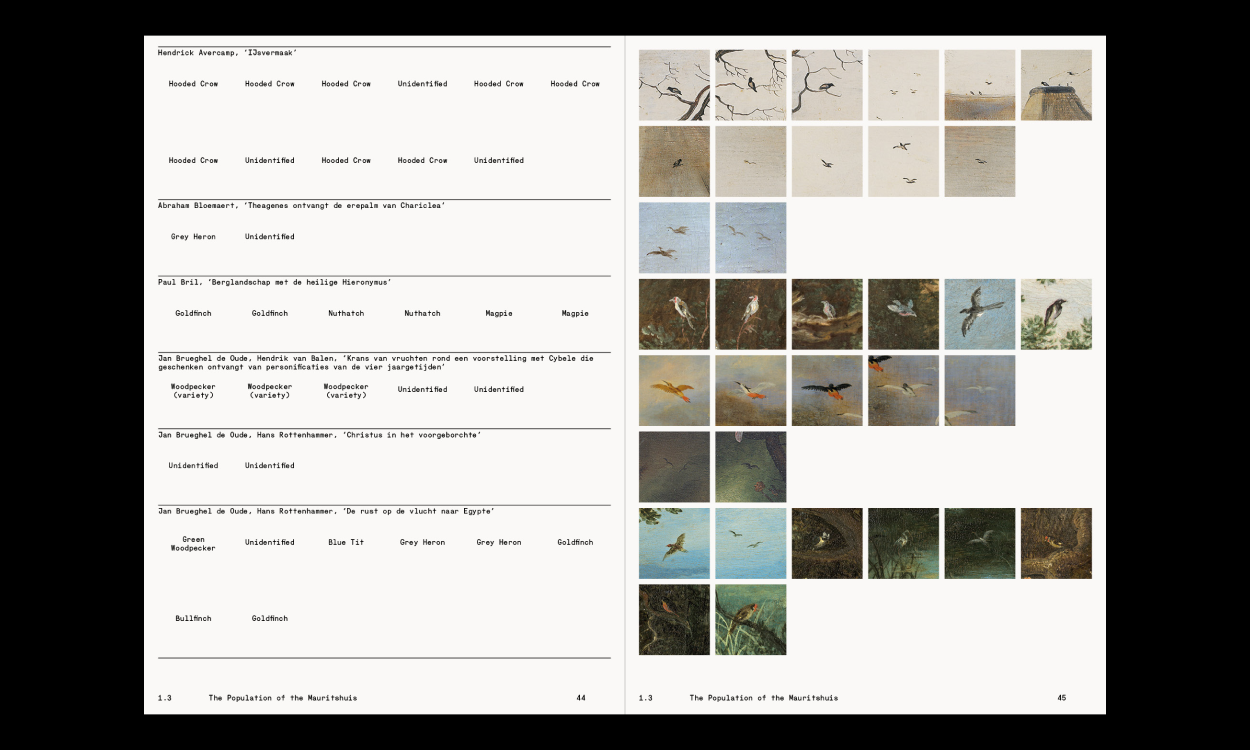 Hendrick Avercamp, ‘IJsvermaak’
Hooded Crow Hooded Crow Hooded Crow Unidentified Hooded Crow Hooded Crow
Hooded Crow Unidentified Hooded Crow Hooded Crow Unidentified
Abraham Bloemaert, ‘Theagenes ontvangt de erepalm van Chariclea’
Grey Heron Unidentified
Paul Bril, ‘Berglandschap met de heilige Hieronymus’
Goldfinch Goldfinch Nuthatch Nuthatch Magpie Magpie
Jan Brueghel de Oude, Hendrik van Balen, ‘Krans van vruchten rond een voorstelling met Cybele die
geschenken ontvangt van personificaties van de vier jaargetijden’
Woodpecker Woodpecker Woodpecker Unidentified Unidentified
(variety) (variety) (variety)
Jan Brueghel de Oude, Hans Rottenhammer, ‘Christus in het voorgeborchte’
Unidentified Unidentified
Jan Brueghel de Oude, Hans Rottenhammer, ‘De rust op de vlucht naar Egypte’
Green
Woodpecker Unidentified Blue Tit Grey Heron Grey Heron Goldfinch
Bullfinch Goldfinch
1.3 The Population of the Mauritshuis 44
1.3 The Population of the Mauritshuis 45